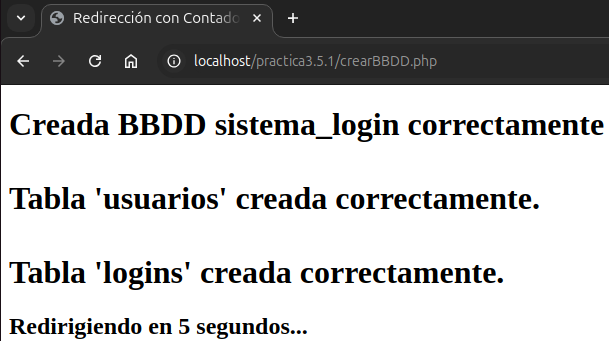 Redirección con Contado
localhost/practica3.5.1/crearBBDD.php
Creada BBDD sistema_login correctamente
Tabla 'usuarios' creada correctamente.
Tabla 'logins' creada correctamente.
Redirigiendo en 5 segundos...